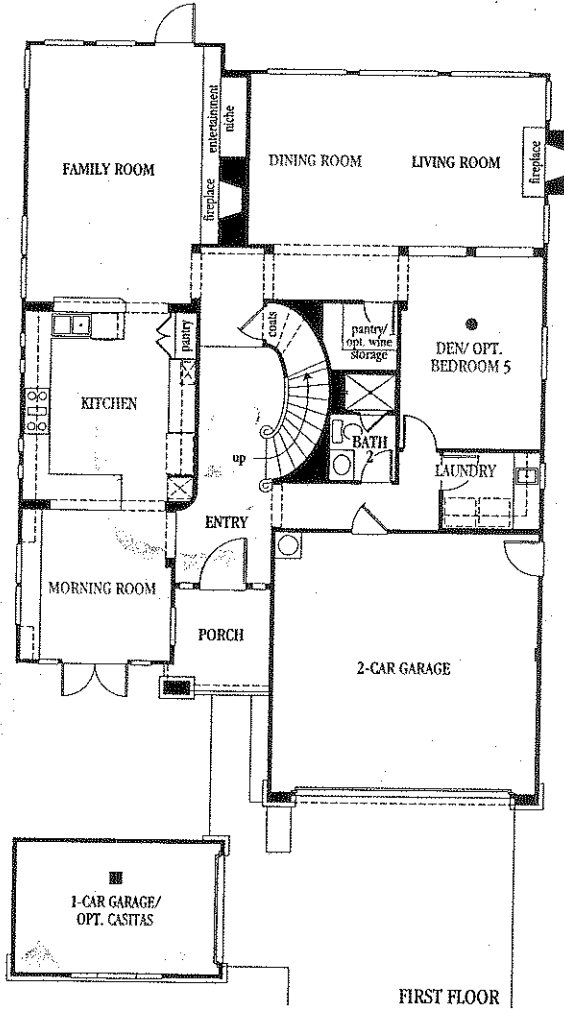 entertainment
niche
FAMILY ROOM
DINING ROOM
LIVING ROOM
fireplace
fireplace
coats
pantry/
opt. wine
storage
pantry
DEN/ OPT.
BEDROOM 5
KITCHEN
up
BATH
2
LAUNDRY
ENTRY
MORNING ROOM
PORCH
2-CAR GARAGE
1-CAR GARAGE/
OPT. CASITAS
FIRST FLOOR